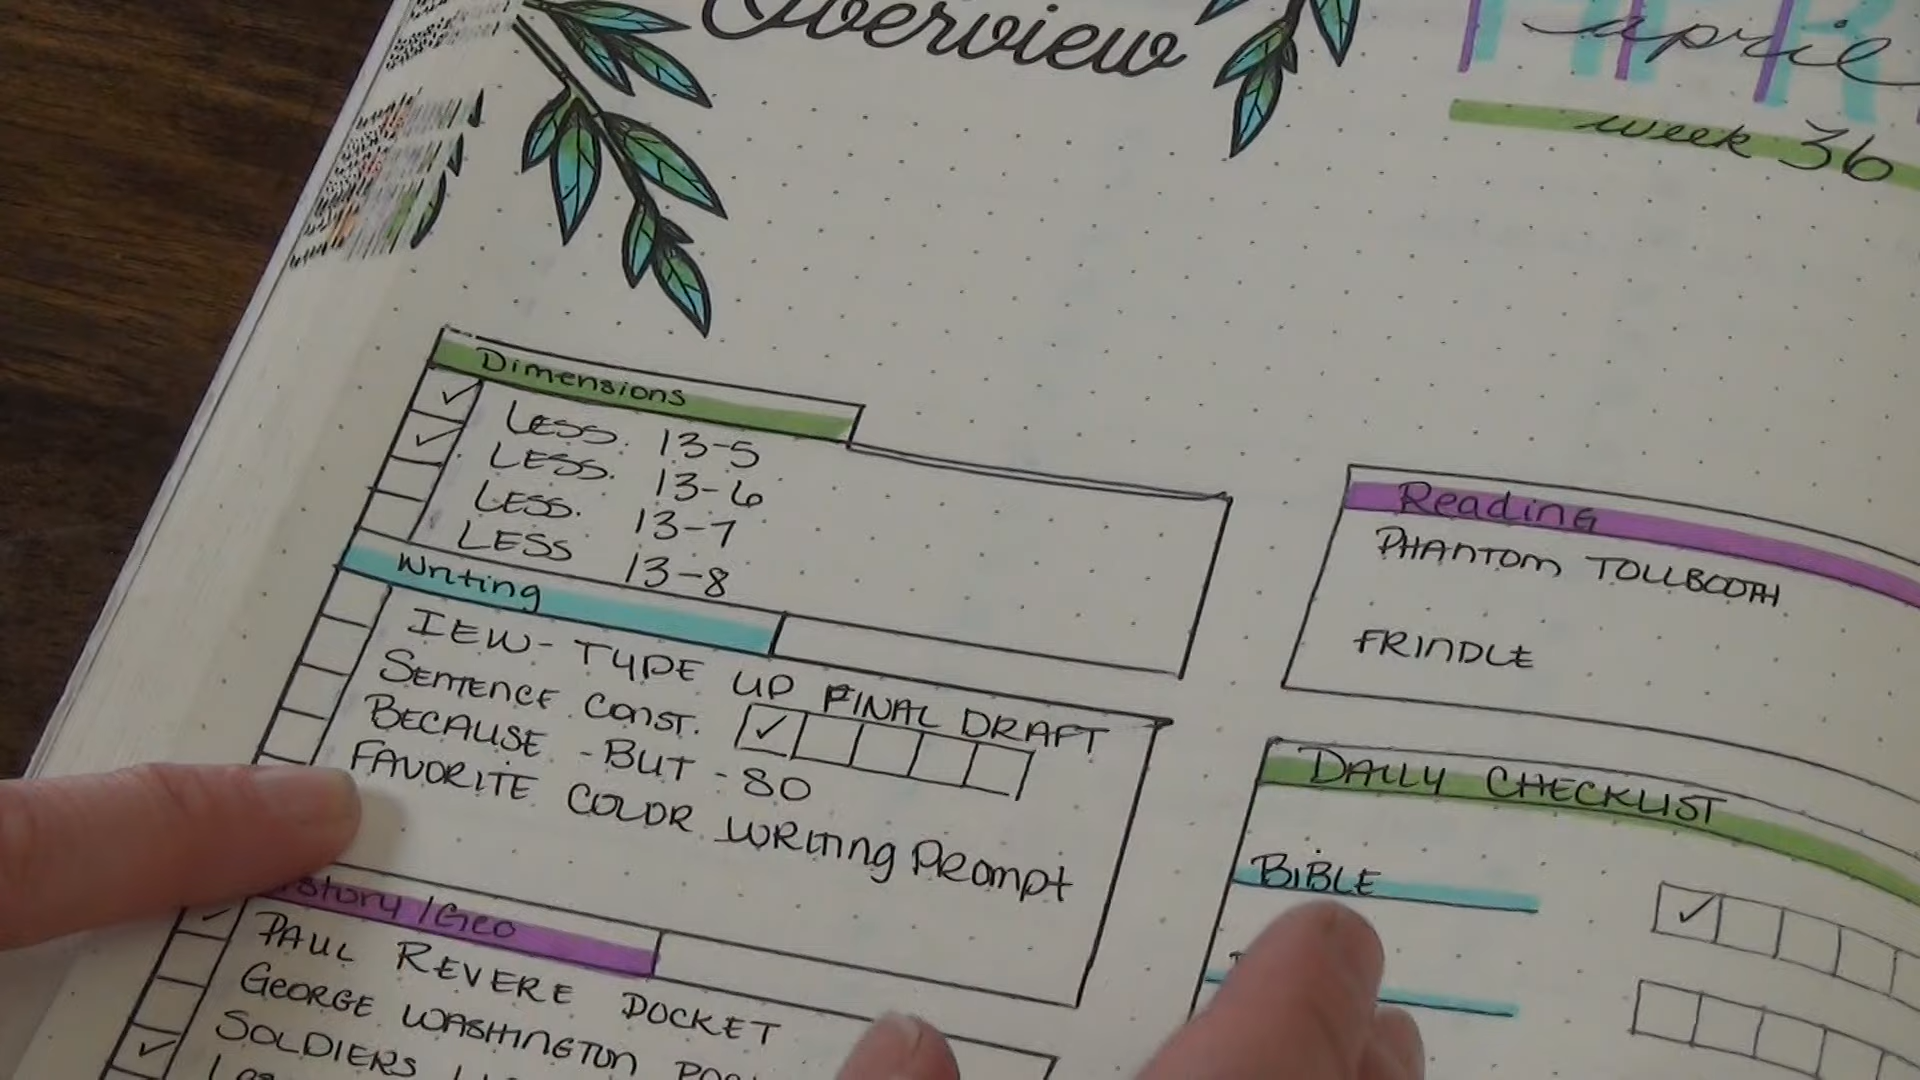 Overview
april
week 36
Dimensions
LESS. 13-5
LESS. 13-6
LESS. 13-7
LESS 13-8
Writing
IEW - TYPE UP FINAL DRAFT
SENTENCE CONST.
BECAUSE - BUT - SO
FAVORITE COLOR WRITING PROMPT
/Geo
PAUL REVERE POCKET
GEORGE WASHINGTON
SOLDIERS
Reading
PHANTOM TOLLBOOTH
FRINDLE
DAILY CHECKLIST
BIBLE